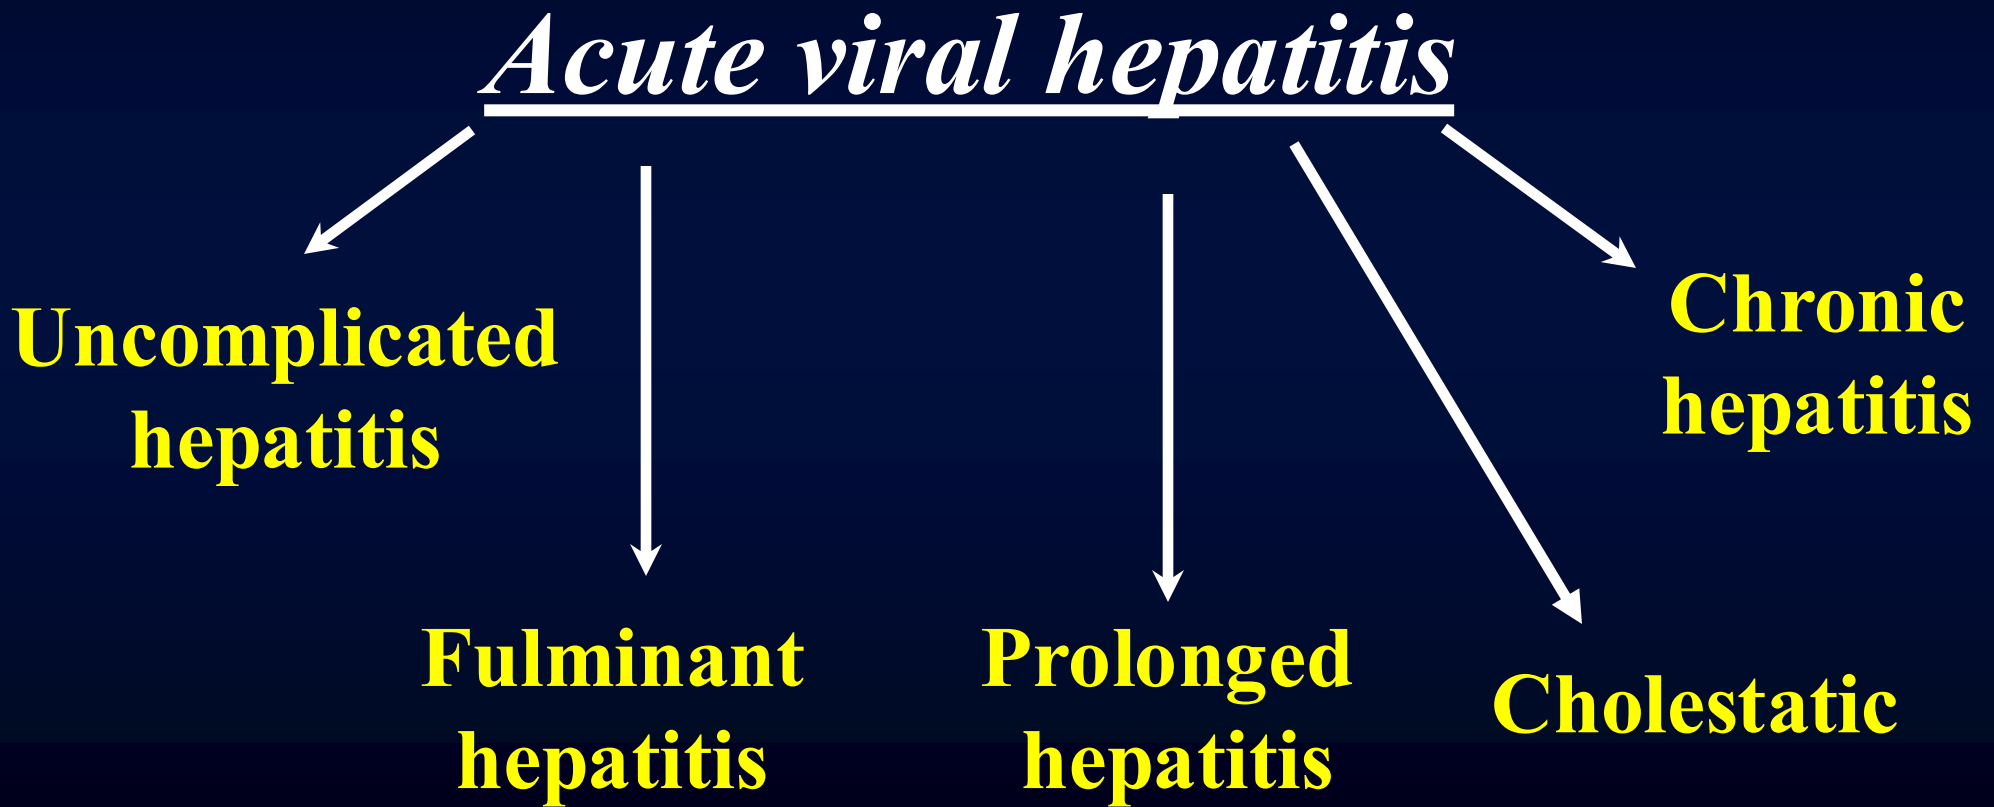 Acute viral hepatitis
Uncomplicated
hepatitis
Chronic
hepatitis
Fulminant
hepatitis
Prolonged
hepatitis
Cholestatic